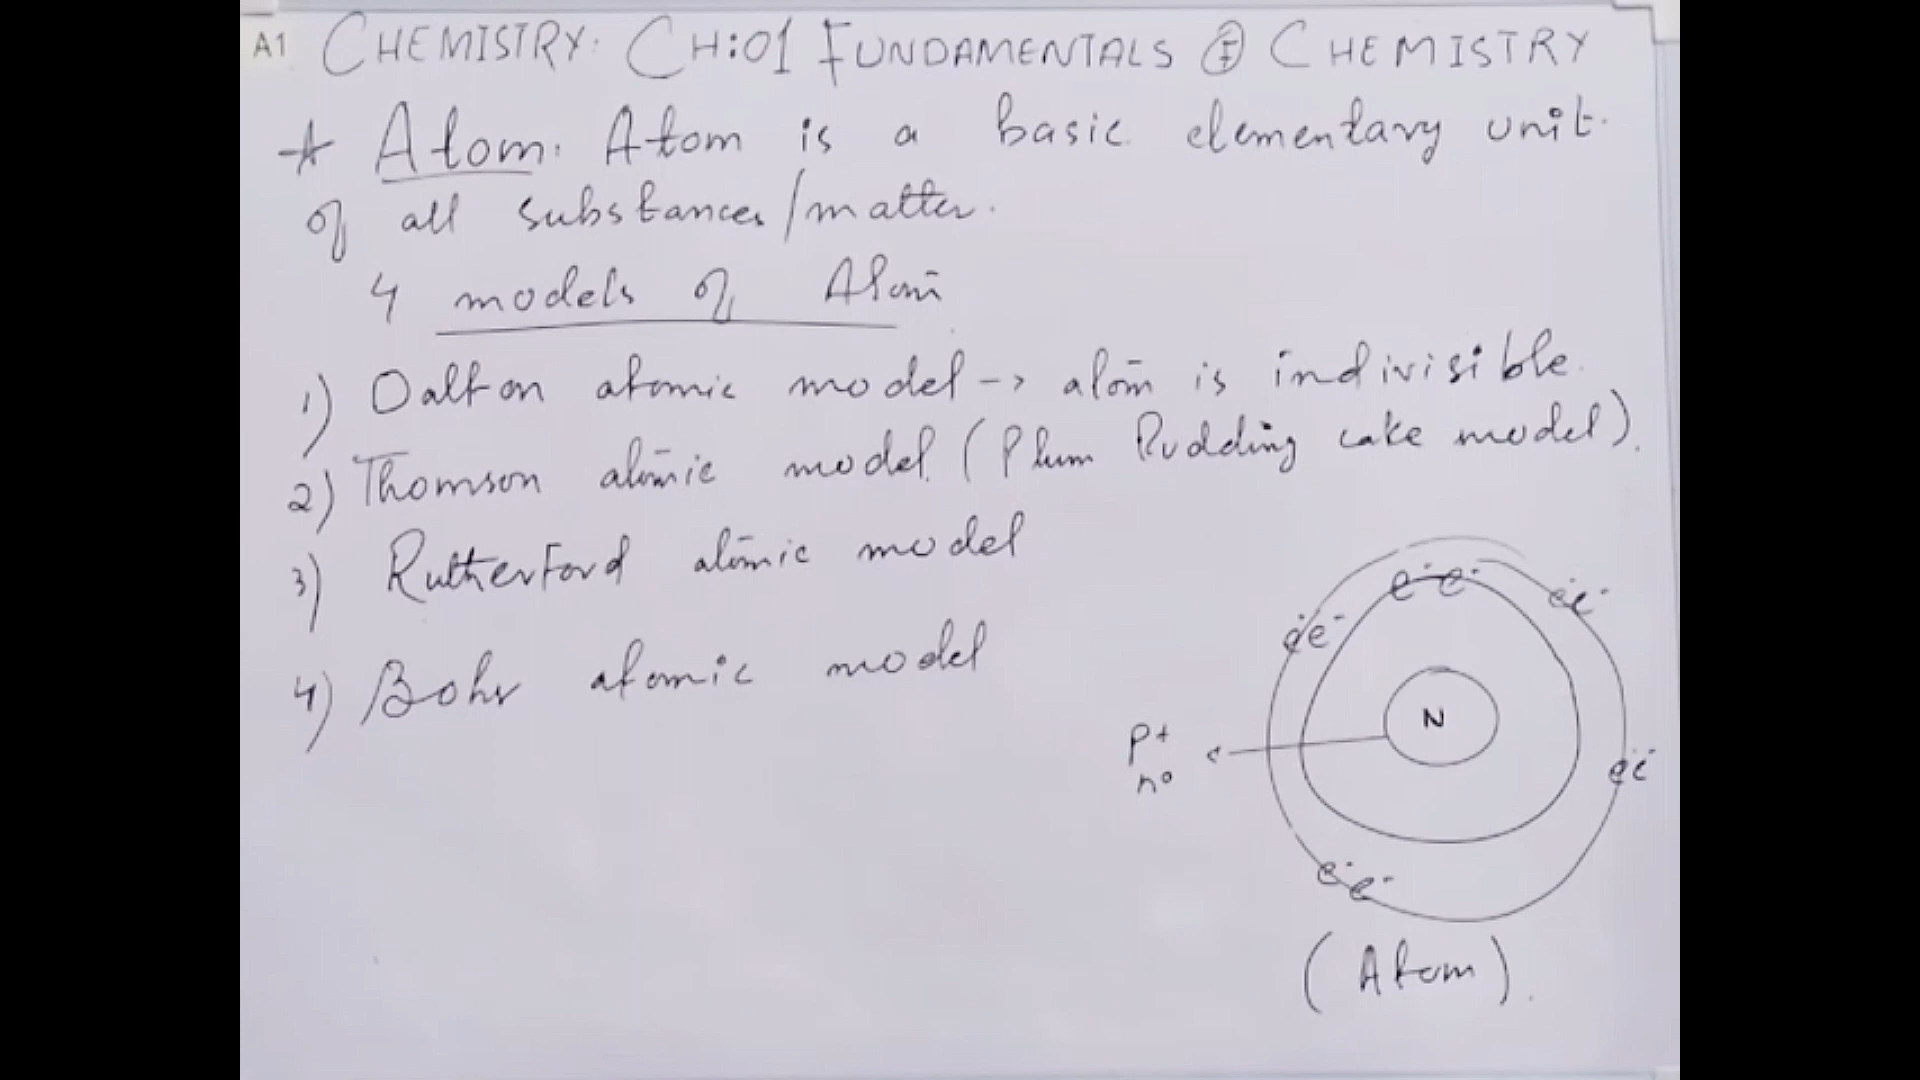 A1 CHEMISTRY. CH:01 FUNDAMENTALS OF CHEMISTRY
* Atom. Atom is a basic elementary unit
of all substances/matter.
4 models of Atom
1) Dalton atomic model -> atom is indivisible.
2) Thomson atomic model (Plum Pudding cake model).
3) Rutherford atomic model
4) Bohr atomic model
e- e-
e- e-
e- e-
N
P+
n°
e- e-
e- e-
(Atom).